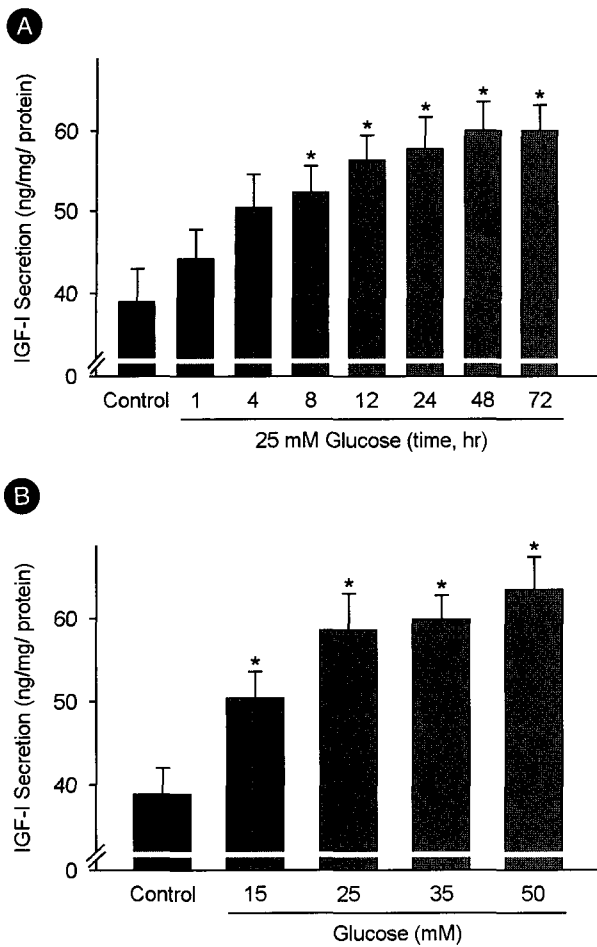 A
IGF-I Secretion (ng/mg/ protein)
60
50
40
0
* * * * *
Control 1 4 8 12 24 48 72
25 mM Glucose (time, hr)
B
IGF-I Secretion (ng/mg/ protein)
60
50
40
0
* * * *
Control 15 25 35 50
Glucose (mM)